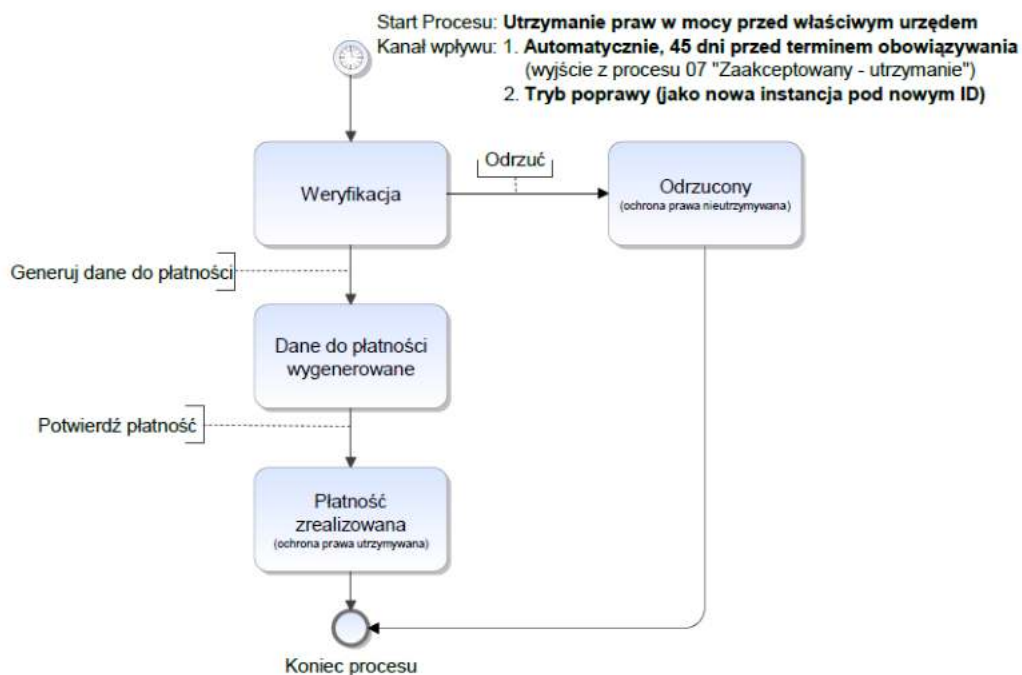 Start Procesu: Utrzymanie praw w mocy przed właściwym urzędem
Kanał wpływu: 1. Automatycznie, 45 dni przed terminem obowiązywania
(wyjście z procesu 07 "Zaakceptowany - utrzymanie")
2. Tryb poprawy (jako nowa instancja pod nowym ID)
Weryfikacja
Odrzuć
Odrzucony
(ochrona prawa nieutrzymywana)
Generuj dane do płatności
Dane do płatności
wygenerowane
Potwierdź płatność
Płatność
zrealizowana
(ochrona prawa utrzymywana)
Koniec procesu